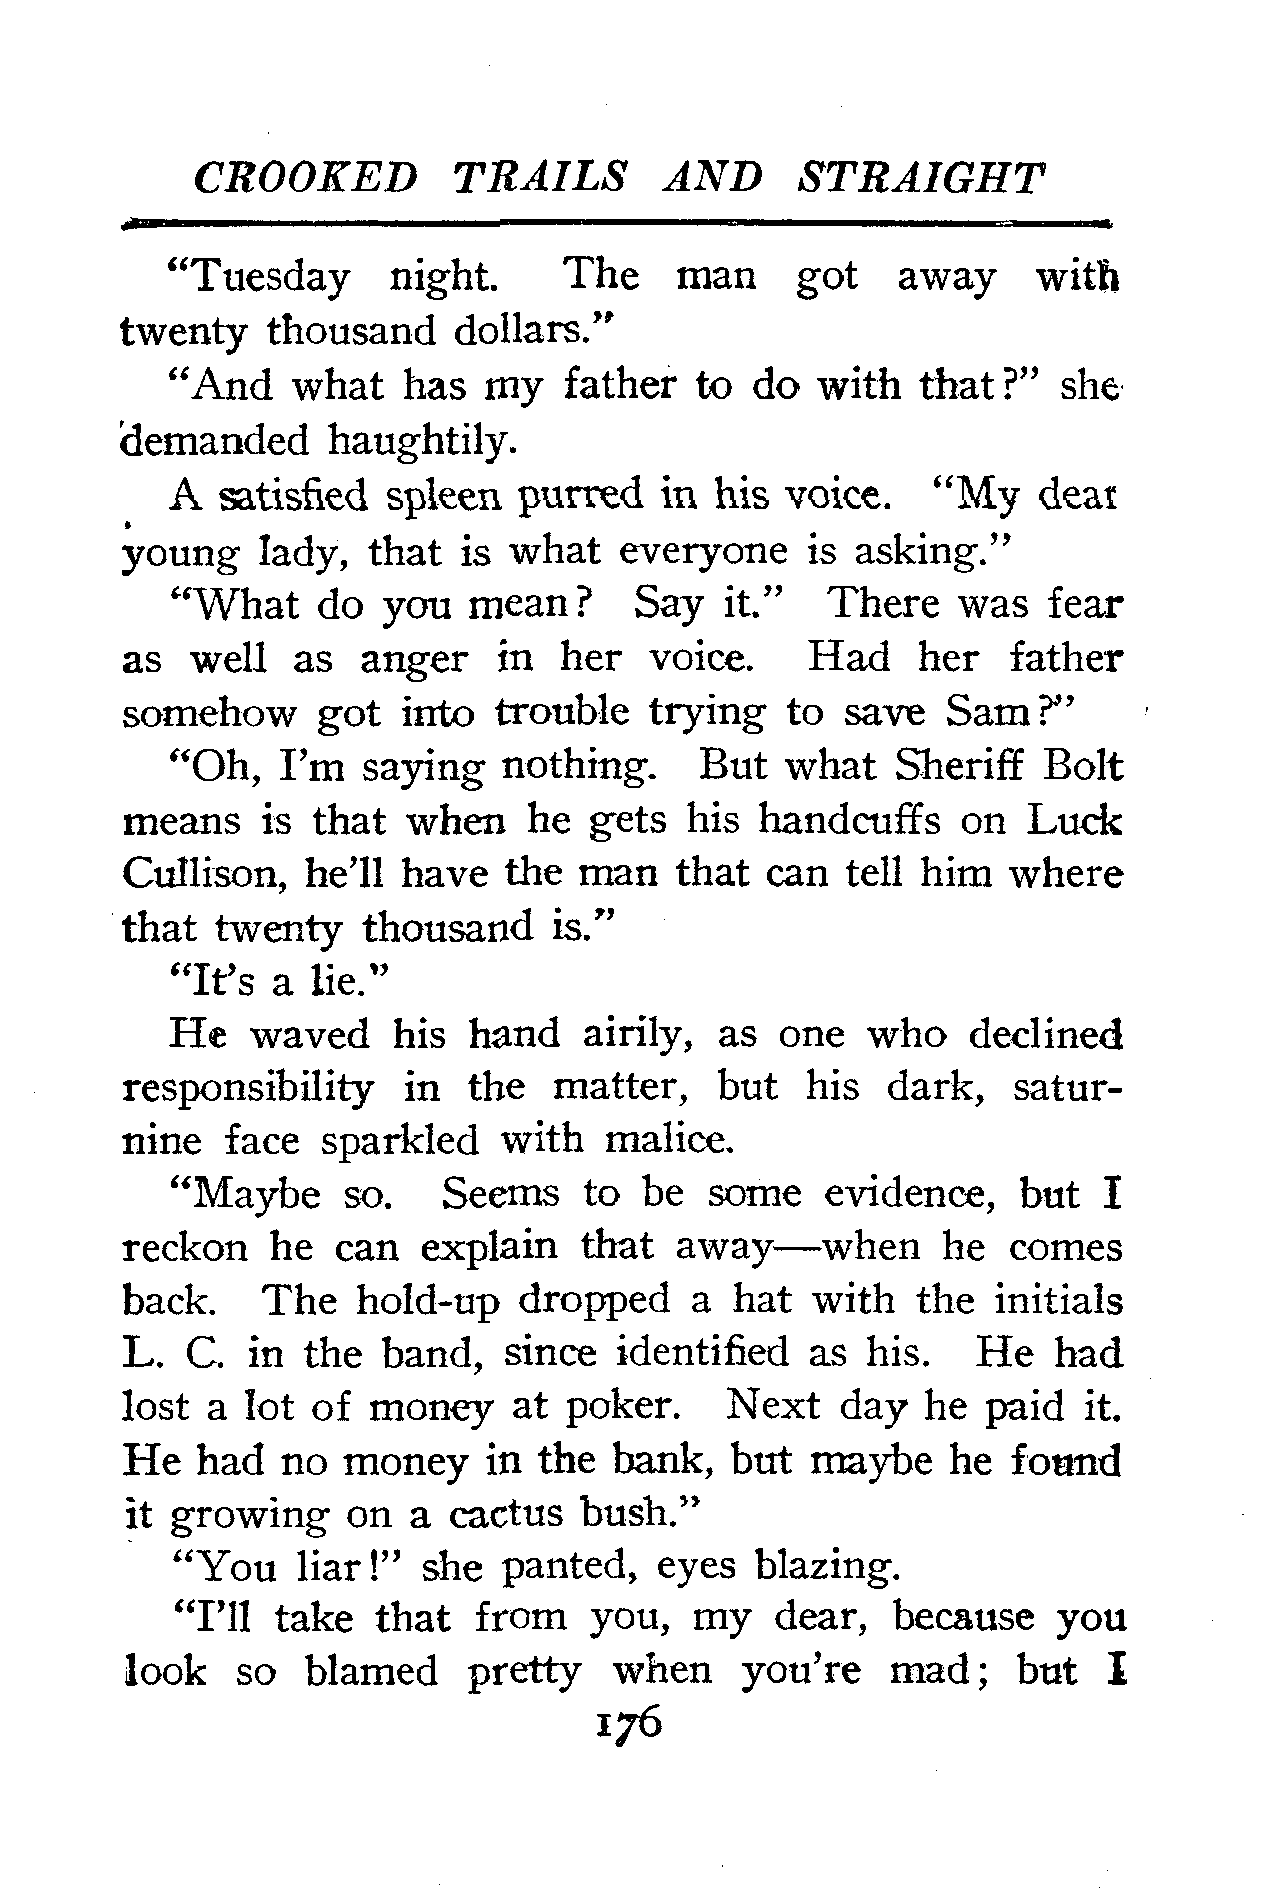 CROOKED TRAILS AND STRAIGHT
“Tuesday night. The man got away with
twenty thousand dollars.”
“And what has my father to do with that?” she
demanded haughtily.
A satisfied spleen purred in his voice. “My dear
young lady, that is what everyone is asking.”
“What do you mean? Say it.” There was fear
as well as anger in her voice. Had her father
somehow got into trouble trying to save Sam?”
“Oh, I’m saying nothing. But what Sheriff Bolt
means is that when he gets his handcuffs on Luck
Cullison, he’ll have the man that can tell him where
that twenty thousand is.”
“It’s a lie.”
He waved his hand airily, as one who declined
responsibility in the matter, but his dark, satur-
nine face sparkled with malice.
“Maybe so. Seems to be some evidence, but I
reckon he can explain that away—when he comes
back. The hold-up dropped a hat with the initials
L. C. in the band, since identified as his. He had
lost a lot of money at poker. Next day he paid it.
He had no money in the bank, but maybe he found
it growing on a cactus bush.”
“You liar!” she panted, eyes blazing.
“I’ll take that from you, my dear, because you
look so blamed pretty when you’re mad; but I
176